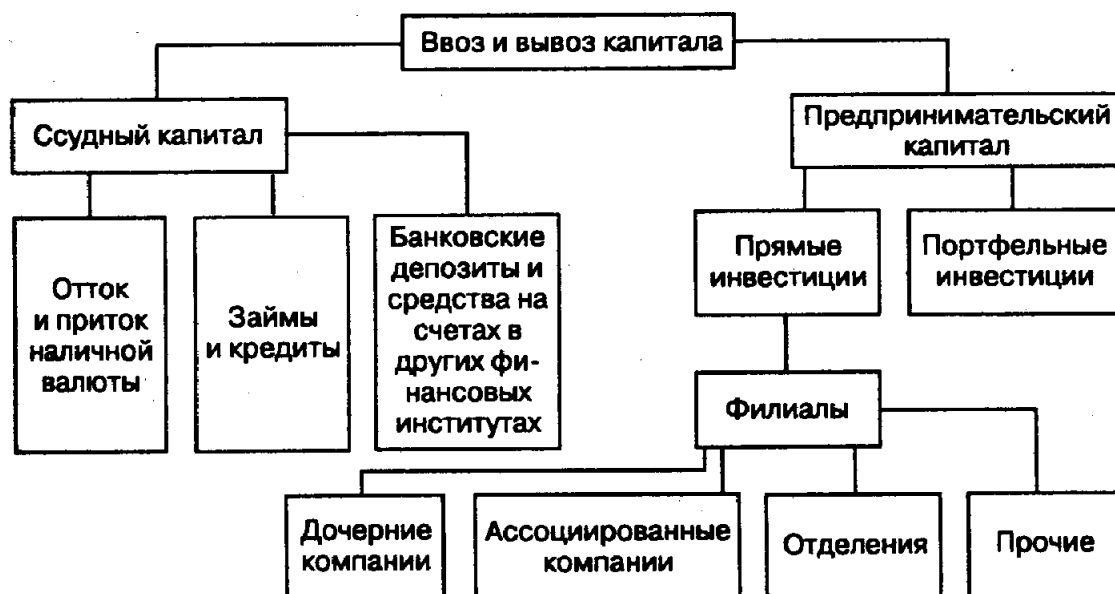 Ввоз и вывоз капитала
Ссудный капитал
Предпринимательский
капитал
Отток
и приток
наличной
валюты
Займы
и кредиты
Банковские
депозиты и
средства на
счетах в
других фи-
нансовых
институтах
Прямые
инвестиции
Портфельные
инвестиции
Филиалы
Дочерние
компании
Ассоциированные
компании
Отделения
Прочие